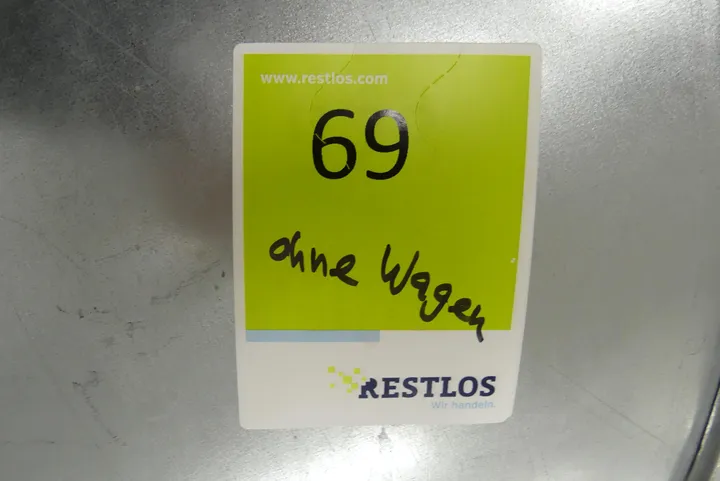 www.restlos.com
69
ohne Wagen
RESTLOS
Wir handeln.